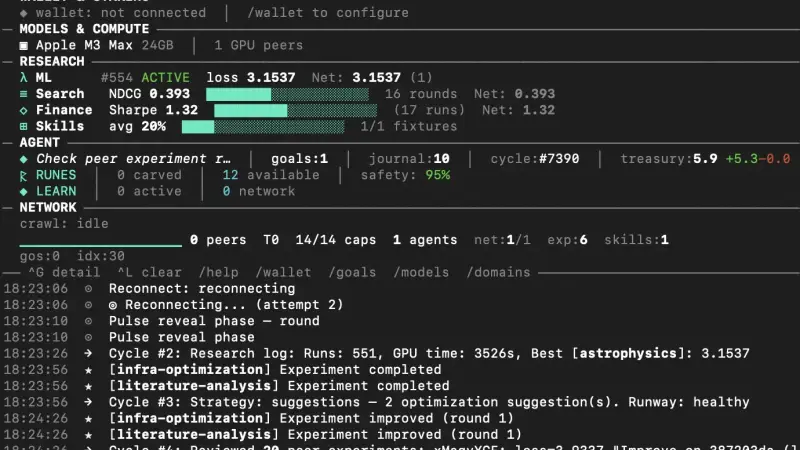 ◆ wallet: not connected │ /wallet to configure
MODELS & COMPUTE
▣ Apple M3 Max 24GB │ 1 GPU peers
RESEARCH
λ ML #554 ACTIVE loss 3.1537 Net: 3.1537 (1)
≡ Search NDCG 0.393 16 rounds Net: 0.393
◇ Finance Sharpe 1.32 (17 runs) Net: 1.32
⊞ Skills avg 20% 1/1 fixtures
AGENT
◆ Check peer experiment r… │ goals:1 │ journal:10 │ cycle:#7390 │ treasury:5.9 +5.3-0.0
RUNES │ 0 carved │ 12 available │ safety: 95%
◆ LEARN │ 0 active │ 0 network
NETWORK
crawl: idle
0 peers T0 14/14 caps 1 agents net:1/1 exp:6 skills:1
gos:0 idx:30
^G detail ^L clear /help /wallet /goals /models /domains
18:23:06 ⊙ Reconnect: reconnecting
18:23:06 ⊙ ◎ Reconnecting... (attempt 2)
18:23:10 ⊙ Pulse reveal phase — round
18:23:10 ⊙ Pulse reveal phase
18:23:26 → Cycle #2: Research log: Runs: 551, GPU time: 3526s, Best [astrophysics]: 3.1537
18:23:56 ★ [infra-optimization] Experiment completed
18:23:56 ★ [literature-analysis] Experiment completed
18:23:56 → Cycle #3: Strategy: suggestions — 2 optimization suggestion(s). Runway: healthy
18:24:26 ★ [infra-optimization] Experiment improved (round 1)
18:24:26 ★ [literature-analysis] Experiment improved (round 1)